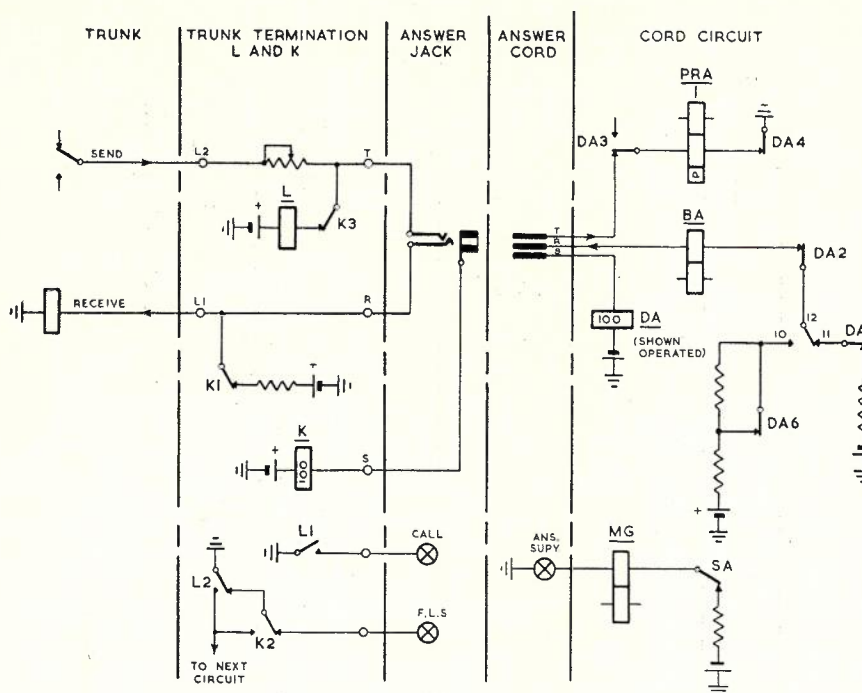 TRUNK
TRUNK TERMINATION
L AND K
ANSWER
JACK
ANSWER
CORD
CORD CIRCUIT
PRA
I
DA3
DA4
P
SEND
L2
T
L
+
K3
T
R
S
BA
DA2
RECEIVE
L1
R
100
DA
(SHOWN
OPERATED)
12
10
11
DA
K1
+
DA6
K
+
100
S
+
L1
CALL
ANS.
SUPY
MG
SA
L2
K2
F.L.S
TO NEXT
CIRCUIT